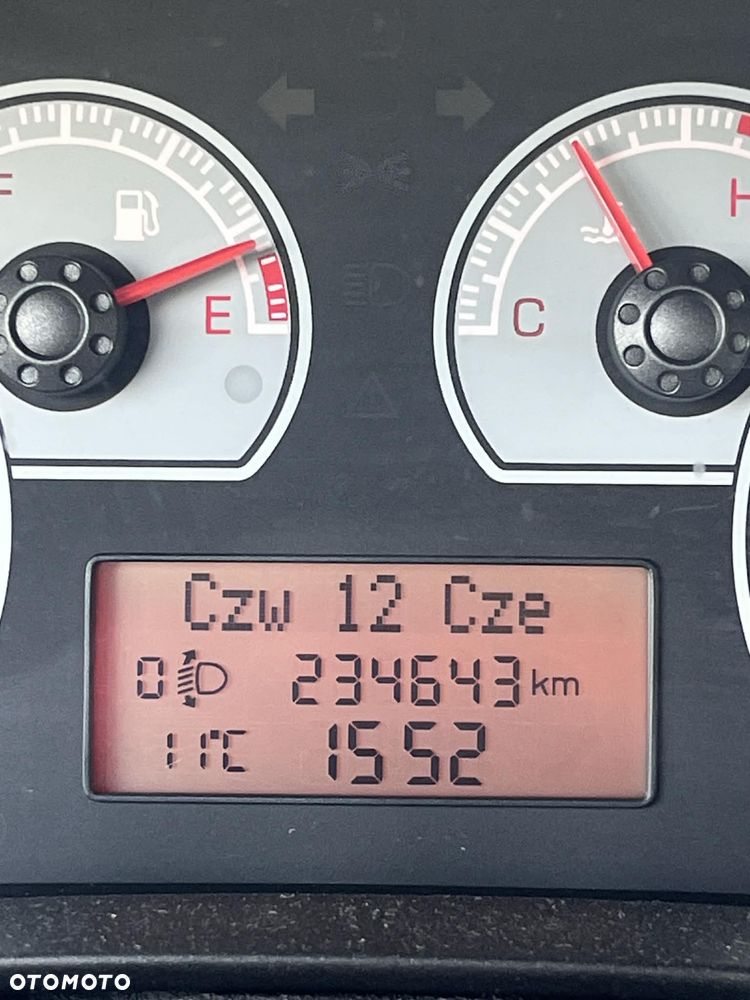 F
E
C
H
Czw 12 Cze
0 234643 km
11°C 1552
OTOMOTO